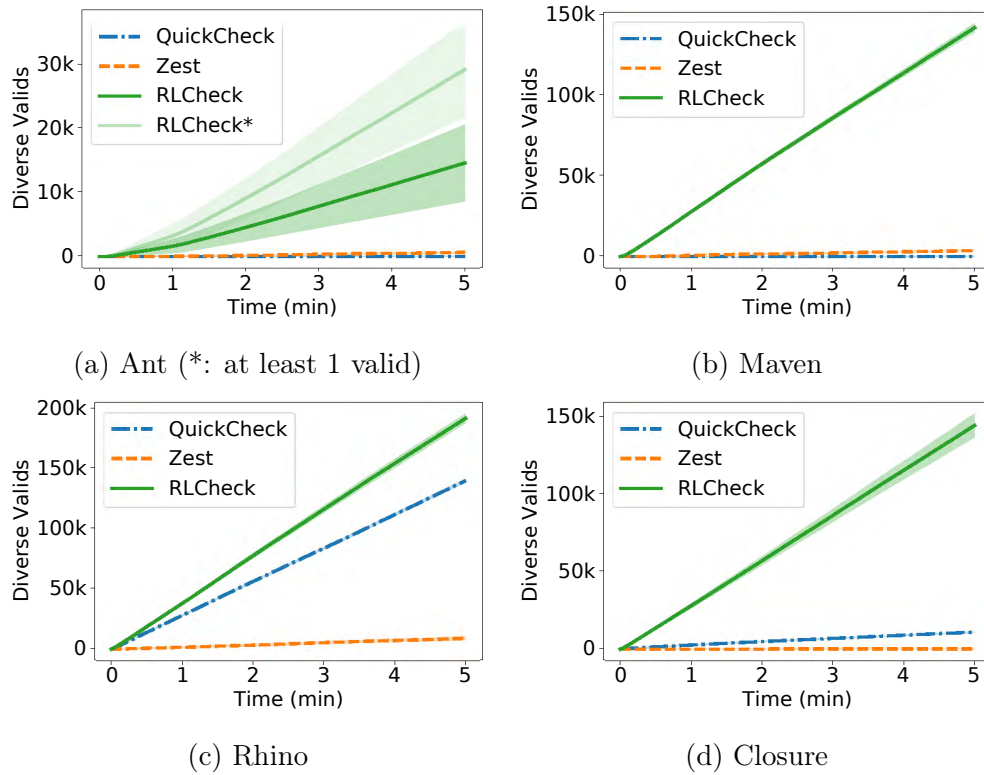 Diverse Valids
30k
20k
10k
0
QuickCheck
Zest
RLCheck
RLCheck*
0 1 2 3 4 5
Time (min)
(a) Ant (*: at least 1 valid)
Diverse Valids
150k
100k
50k
0
QuickCheck
Zest
RLCheck
0 1 2 3 4 5
Time (min)
(b) Maven
Diverse Valids
200k
150k
100k
50k
0
QuickCheck
Zest
RLCheck
0 1 2 3 4 5
Time (min)
(c) Rhino
Diverse Valids
150k
100k
50k
0
QuickCheck
Zest
RLCheck
0 1 2 3 4 5
Time (min)
(d) Closure